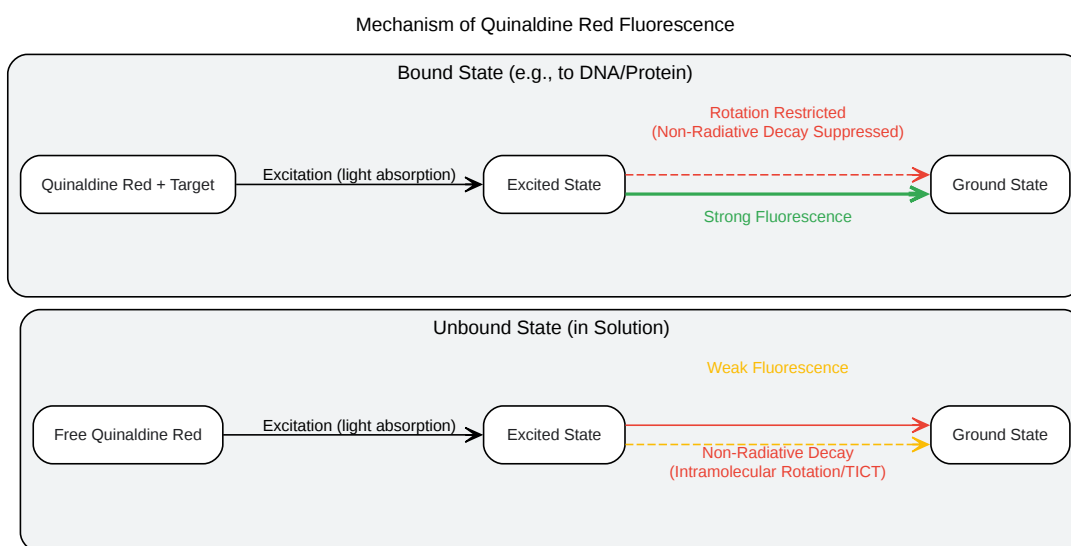 Mechanism of Quinaldine Red Fluorescence
Bound State (e.g., to DNA/Protein)
Rotation Restricted
(Non-Radiative Decay Suppressed)
Quinaldine Red + Target
Excitation (light absorption)
Excited State
Ground State
Strong Fluorescence
Unbound State (in Solution)
Weak Fluorescence
Free Quinaldine Red
Excitation (light absorption)
Excited State
Ground State
Non-Radiative Decay
(Intramolecular Rotation/TICT)